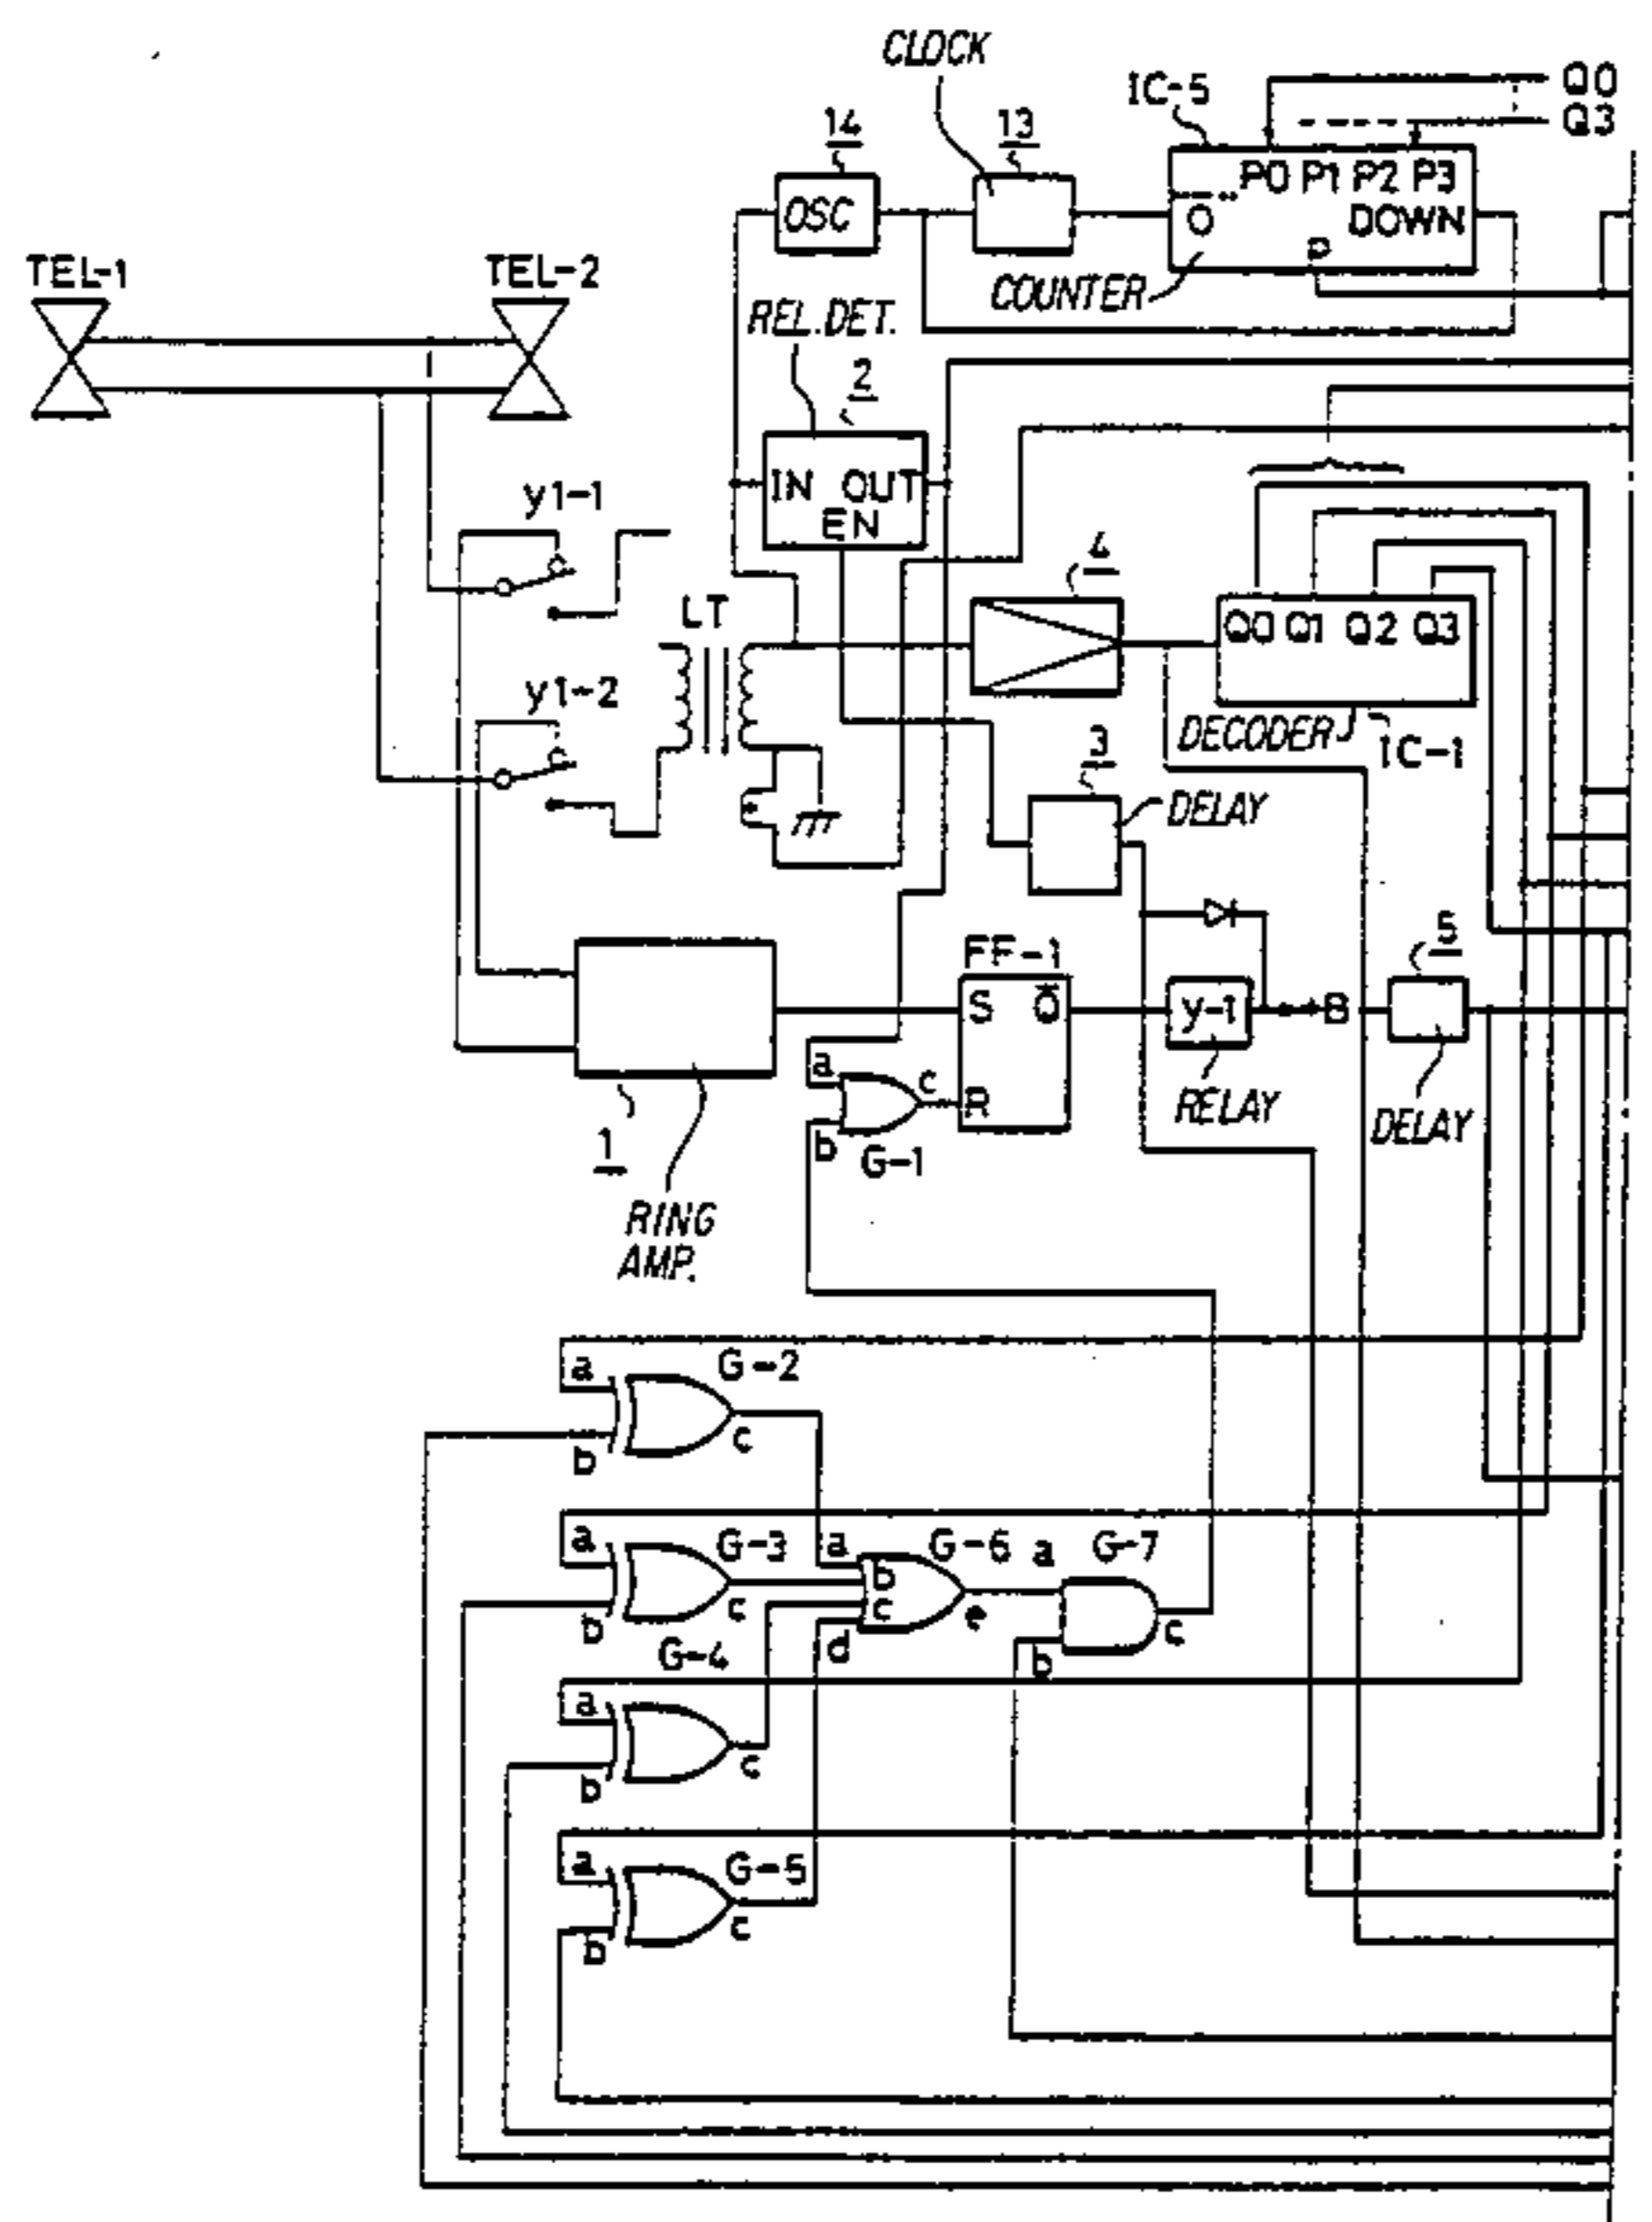 CLOCK
IC-5
Q0
Q3
14
13
P0 P1 P2 P3
OSC
"0"
DOWN
P
TEL-1
TEL-2
COUNTER
REL.DET.
2
IN OUT
EN
y1-1
4
LT
Q0 Q1 Q2 Q3
y1-2
DECODER
IC-1
3
DELAY
5
FF-1
S Q̄
y-1
B
a
c
R
RELAY
DELAY
b
G-1
1
RING
AMP.
a
G-2
c
b
a
G-3
a
G-6
a
G-7
b
c
c
e
c
b
d
b
G-4
a
c
b
a
G-5
c
b